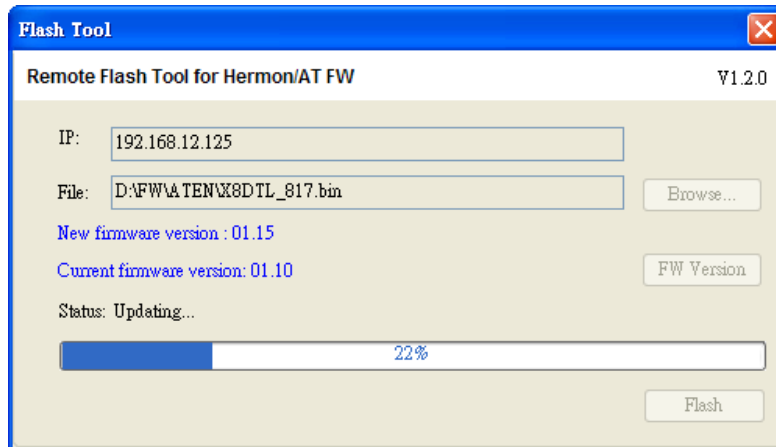 Flash Tool
Remote Flash Tool for Hermon/AT FW V1.2.0
IP: 192.168.12.125
File: D:\FW\ATEN\X8DTL_817.bin Browse...
New firmware version : 01.15
Current firmware version: 01.10 FW Version
Status: Updating...
22%
Flash